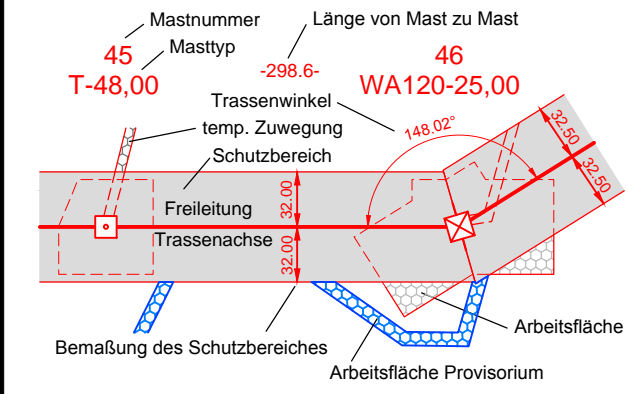 Mastnummer
Länge von Mast zu Mast
45
Masttyp
46
T-48,00
-298.6-
WA120-25,00
Trassenwinkel
148.02°
32.50
temp. Zuwegung
Schutzbereich
32.50
Freileitung
32.00
Trassenachse
32.00
Arbeitsfläche
Bemaßung des Schutzbereiches
Arbeitsfläche Provisorium